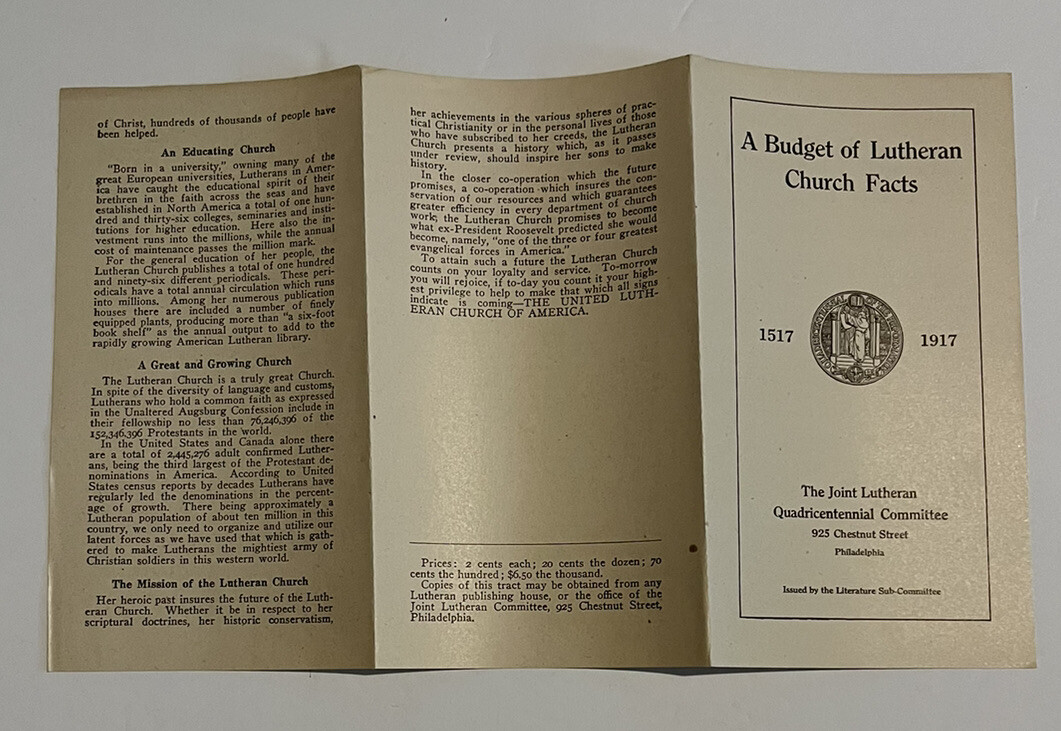 of Christ, hundreds of thousands of people have
been helped.
An Educating Church
"Born in a university," owning many of the
great European universities, Lutherans in Amer-
ica have caught the educational spirit of their
brethren in the faith across the seas and have
established in North America a total of one hun-
dred and thirty-six colleges, seminaries and insti-
tutions for higher education. Here also the in-
vestment runs into the millions, while the annual
cost of maintenance passes the million mark.
For the general education of her people, the
Lutheran Church publishes a total of one hundred
and ninety-six different periodicals. These peri-
odicals have a total annual circulation which runs
into millions. Among her numerous publication
houses there are included a number of finely
equipped plants, producing more than "a six-foot
book shelf" as the annual output to add to the
rapidly growing American Lutheran library.
A Great and Growing Church
The Lutheran Church is a truly great Church.
In spite of the diversity of language and customs,
Lutherans who hold a common faith as expressed
in the Unaltered Augsburg Confession include in
their fellowship no less than 76,246,396 of the
152,346,396 Protestants in the world.
In the United States and Canada alone there
are a total of 2,445,276 adult confirmed Luther-
ans, being the third largest of the Protestant de-
nominations in America. According to United
States census reports by decades Lutherans have
regularly led the denominations in the percent-
age of growth. There being approximately a
Lutheran population of about ten million in this
country, we only need to organize and utilize our
latent forces as we have used that which is gath-
ered to make Lutherans the mightiest army of
Christian soldiers in this western world.
The Mission of the Lutheran Church
Her heroic past insures the future of the Luth-
eran Church. Whether it be in respect to her
scriptural doctrines, her historic conservatism,
her achievements in the various spheres of prac-
tical Christianity or in the personal lives of those
who have subscribed to her creeds, the Lutheran
Church presents a history which, as it passes
under review, should inspire her sons to make
history.
In the closer co-operation which the future
promises, a co-operation which insures the con-
servation of our resources and which guarantees
greater efficiency in every department of church
work; the Lutheran Church promises to become
what ex-President Roosevelt predicted she would
become, namely, "one of the three or four greatest
evangelical forces in America."
To attain such a future the Lutheran Church
counts on your loyalty and service. To-morrow
you will rejoice, if to-day you count it your high-
est privilege to help to make that which all signs
indicate is coming—THE UNITED LUTH-
ERAN CHURCH OF AMERICA.
Prices: 2 cents each; 20 cents the dozen; 70
cents the hundred; $6.50 the thousand.
Copies of this tract may be obtained from any
Lutheran publishing house, or the office of the
Joint Lutheran Committee, 925 Chestnut Street,
Philadelphia.
A Budget of Lutheran
Church Facts
1517
1917
The Joint Lutheran
Quadricentennial Committee
925 Chestnut Street
Philadelphia
Issued by the Literature Sub-Committee